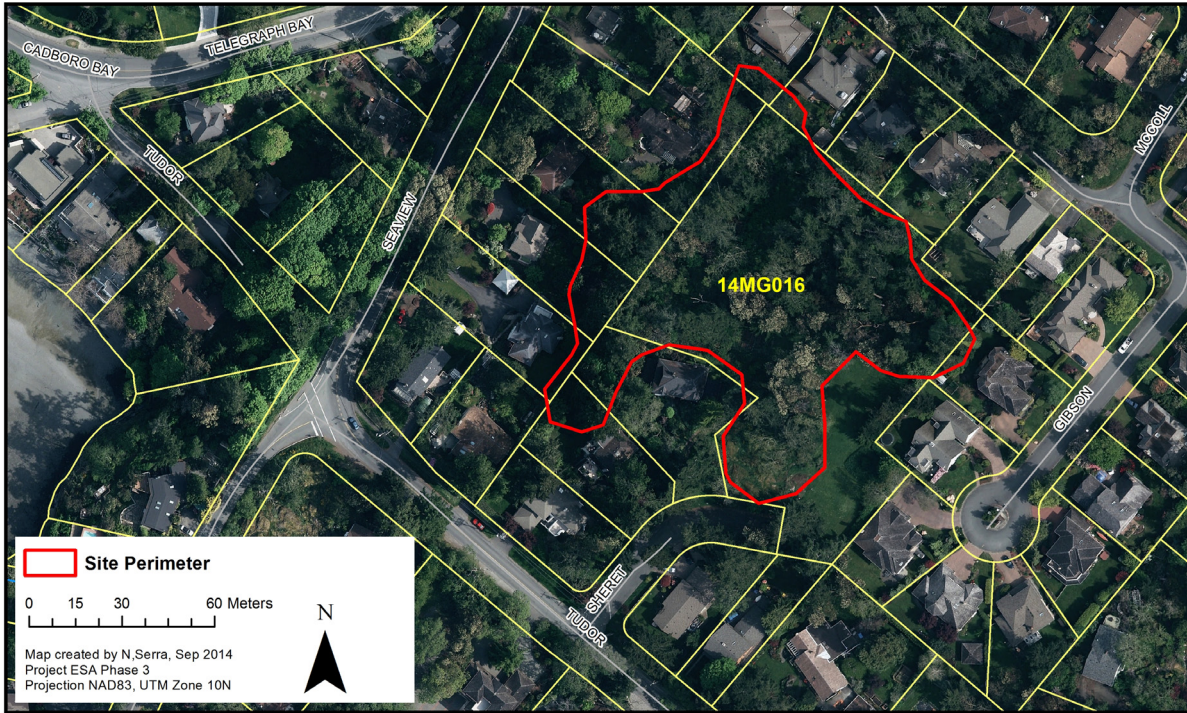 TELEGRAPH BAY
CADBORO BAY
TUDOR
SEAVIEW
MCCOLL
14MG016
GIBSON
SHERET
TUDOR
Site Perimeter
0 15 30 60 Meters
N
Map created by N,Serra, Sep 2014
Project ESA Phase 3
Projection NAD83, UTM Zone 10N